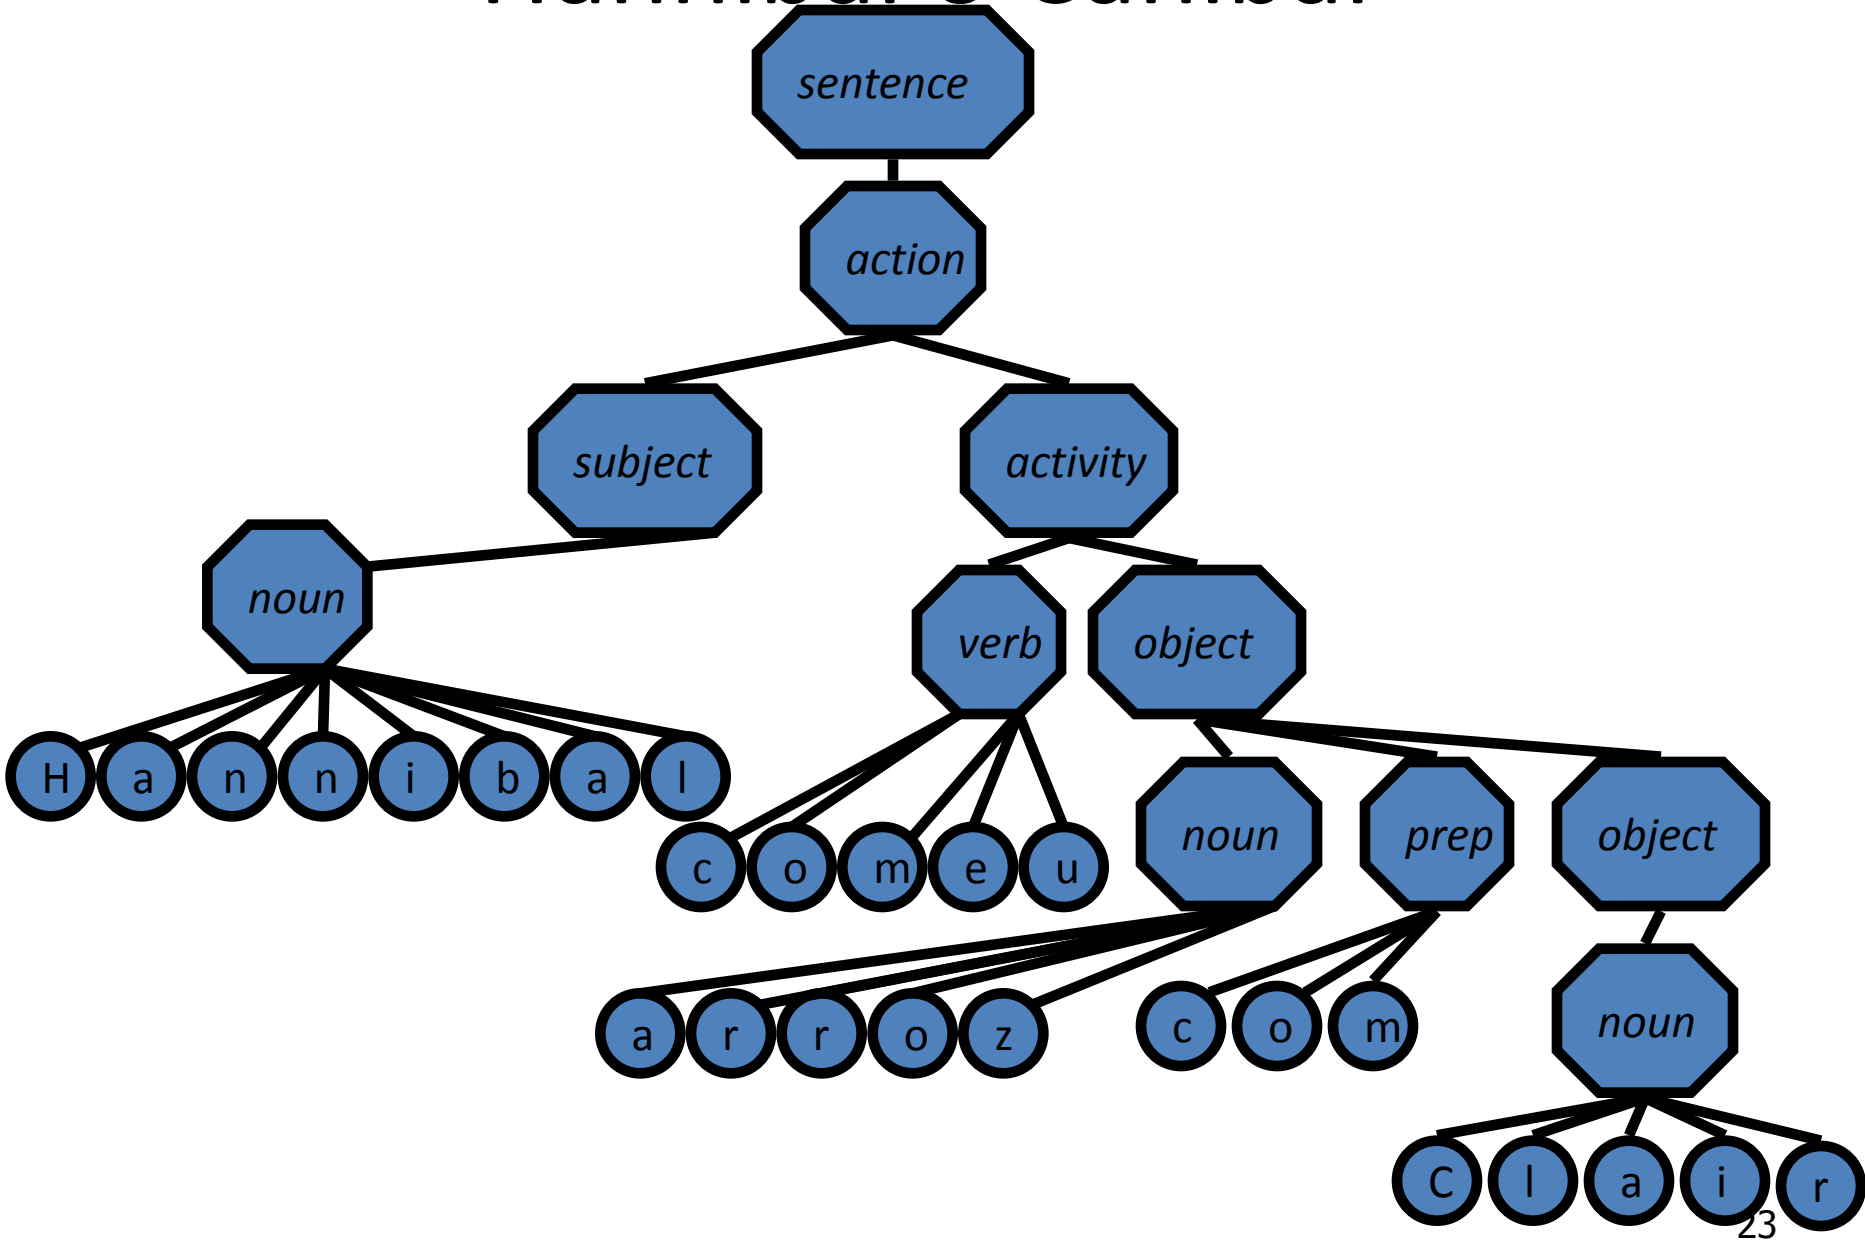 sentence
action
subject activity
noun
verb object
H a n n i b a l
c o m e u
noun prep object
a r r o z
c o m
noun
C l a i r
23